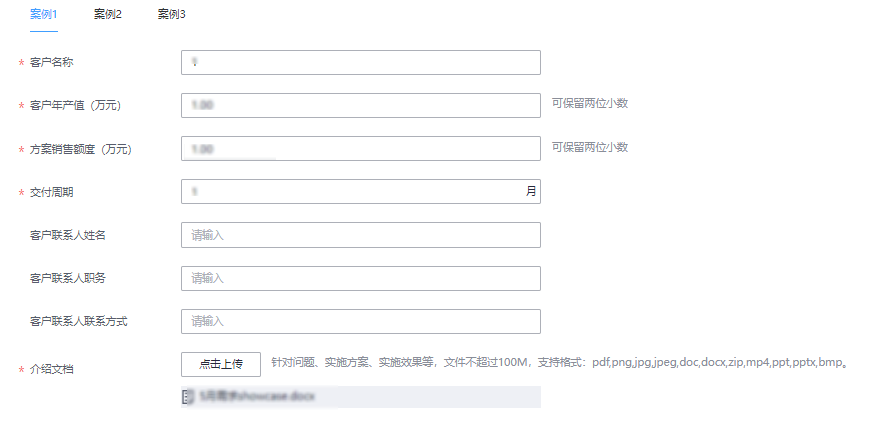 案例1 案例2 案例3
* 客户名称
* 客户年产值（万元） 1.00 可保留两位小数
* 方案销售额度（万元） 1.00 可保留两位小数
* 交付周期 月
客户联系人姓名 请输入
客户联系人职务 请输入
客户联系人联系方式 请输入
* 介绍文档 点击上传 针对问题、实施方案、实施效果等，文件不超过100M，支持格式：pdf,png,jpg,jpeg,doc,docx,zip,mp4,ppt,pptx,bmp。
showcase.docx